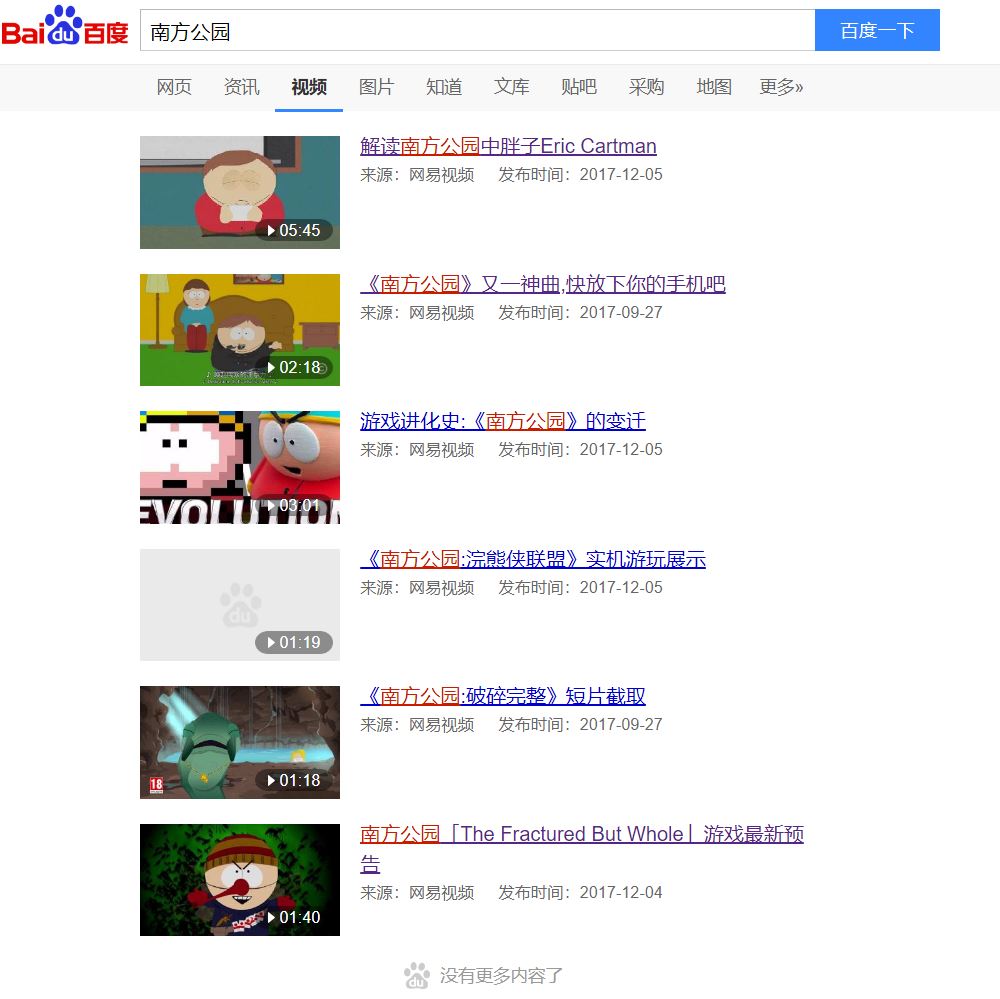 Bai du 百度
南方公园
百度一下
网页 资讯 视频 图片 知道 文库 贴吧 采购 地图 更多»
解读南方公园中胖子Eric Cartman
来源：网易视频 发布时间：2017-12-05
05:45
《南方公园》又一神曲,快放下你的手机吧
来源：网易视频 发布时间：2017-09-27
02:18
游戏进化史:《南方公园》的变迁
来源：网易视频 发布时间：2017-12-05
03:01
EVOLUTION
《南方公园:浣熊侠联盟》实机游玩展示
来源：网易视频 发布时间：2017-12-05
du
01:19
《南方公园:破碎完整》短片截取
来源：网易视频 发布时间：2017-09-27
01:18
18
南方公园「The Fractured But Whole」游戏最新预
告
来源：网易视频 发布时间：2017-12-04
01:40
du 没有更多内容了